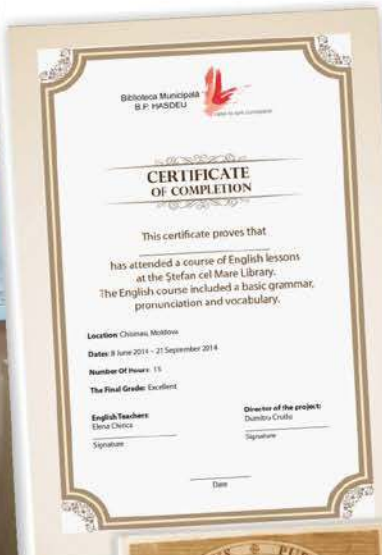 Biblioteca Municipală
B.P. HASDEU
CERTIFICATE
OF COMPLETION
This certificate proves that
has attended a course of English lessons
at the Ștefan cel Mare Library.
The English course included a basic grammar,
pronunciation and vocabulary.
Location: Chisinau, Moldova
Dates: 8 June 2014 – 21 September 2014
Number Of Hours: 15
The Final Grade: Excellent
English Teachers:
Elena Chirica
Signature
Director of the project:
Dumitru Crudu
Signature
Date